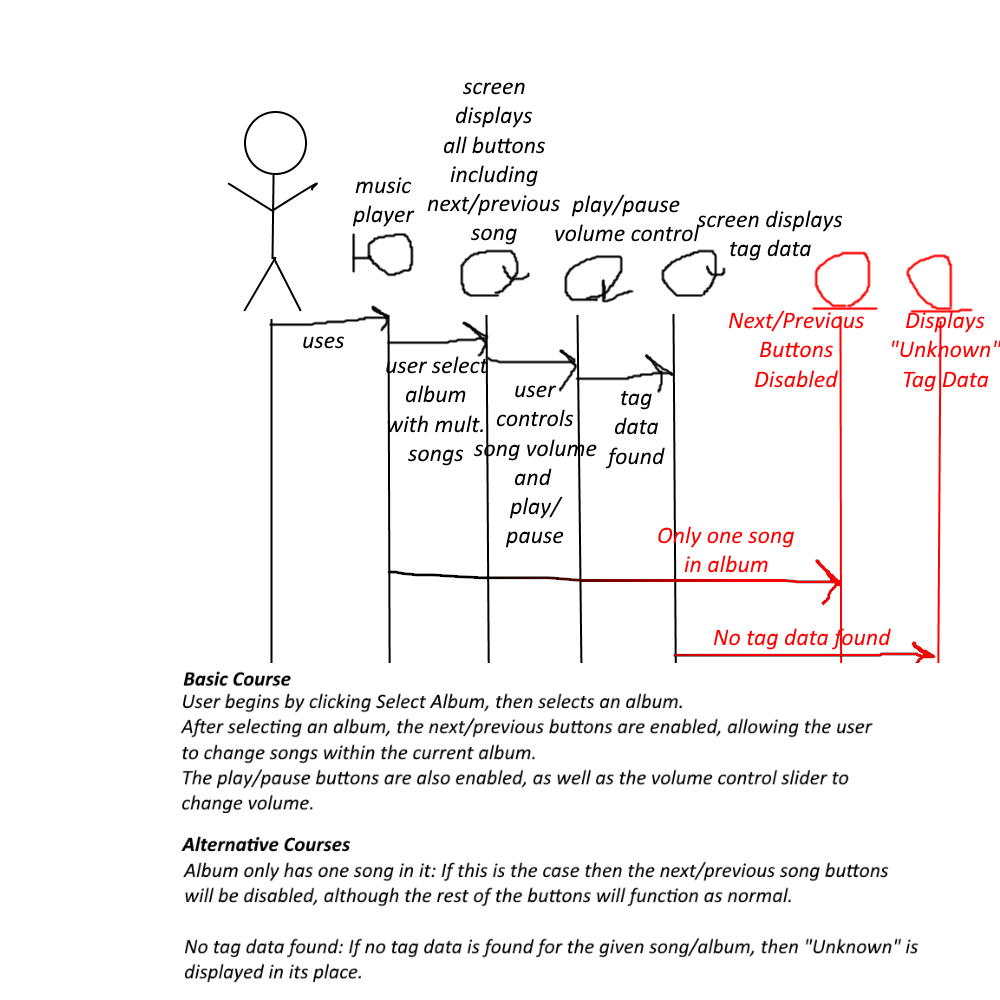 screen
displays
all buttons
including
next/previous
song
music
player
play/pause
volume control
screen displays
tag data
uses
user select
album
with mult.
songs
user
controls
song volume
and
play/
pause
tag
data
found
Next/Previous
Buttons
Disabled
Displays
"Unknown"
Tag Data
Only one song
in album
No tag data found
Basic Course
User begins by clicking Select Album, then selects an album.
After selecting an album, the next/previous buttons are enabled, allowing the user
to change songs within the current album.
The play/pause buttons are also enabled, as well as the volume control slider to
change volume.
Alternative Courses
Album only has one song in it: If this is the case then the next/previous song buttons
will be disabled, although the rest of the buttons will function as normal.
No tag data found: If no tag data is found for the given song/album, then "Unknown" is
displayed in its place.